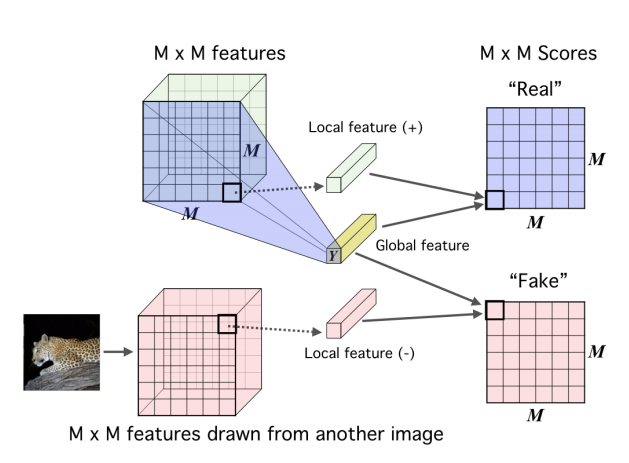 M x M features
M x M Scores
"Real"
Local feature (+)
M
M
M
M
Y
Global feature
"Fake"
Local feature (-)
M
M
M x M features drawn from another image